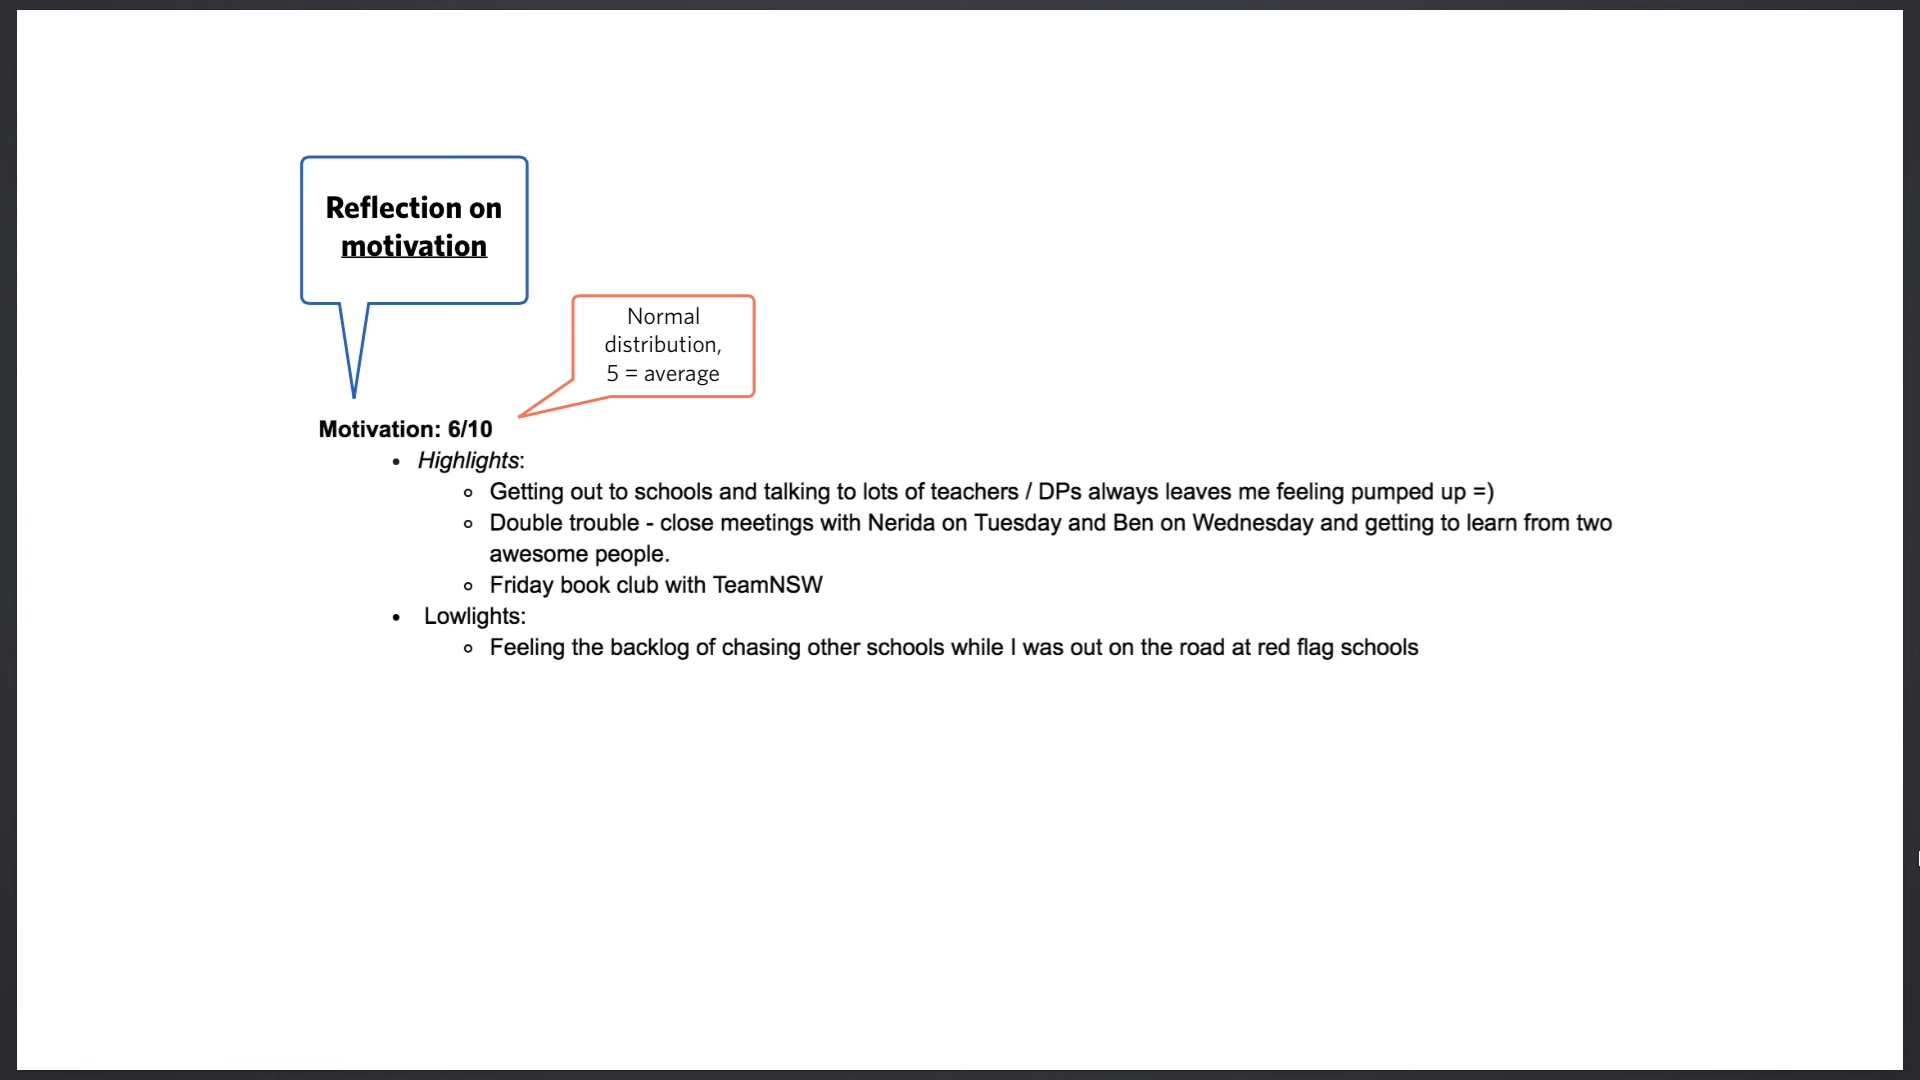 Reflection on
motivation
Normal
distribution,
5 = average
Motivation: 6/10
• Highlights:
○ Getting out to schools and talking to lots of teachers / DPs always leaves me feeling pumped up =)
○ Double trouble - close meetings with Nerida on Tuesday and Ben on Wednesday and getting to learn from two
awesome people.
○ Friday book club with TeamNSW
• Lowlights:
○ Feeling the backlog of chasing other schools while I was out on the road at red flag schools